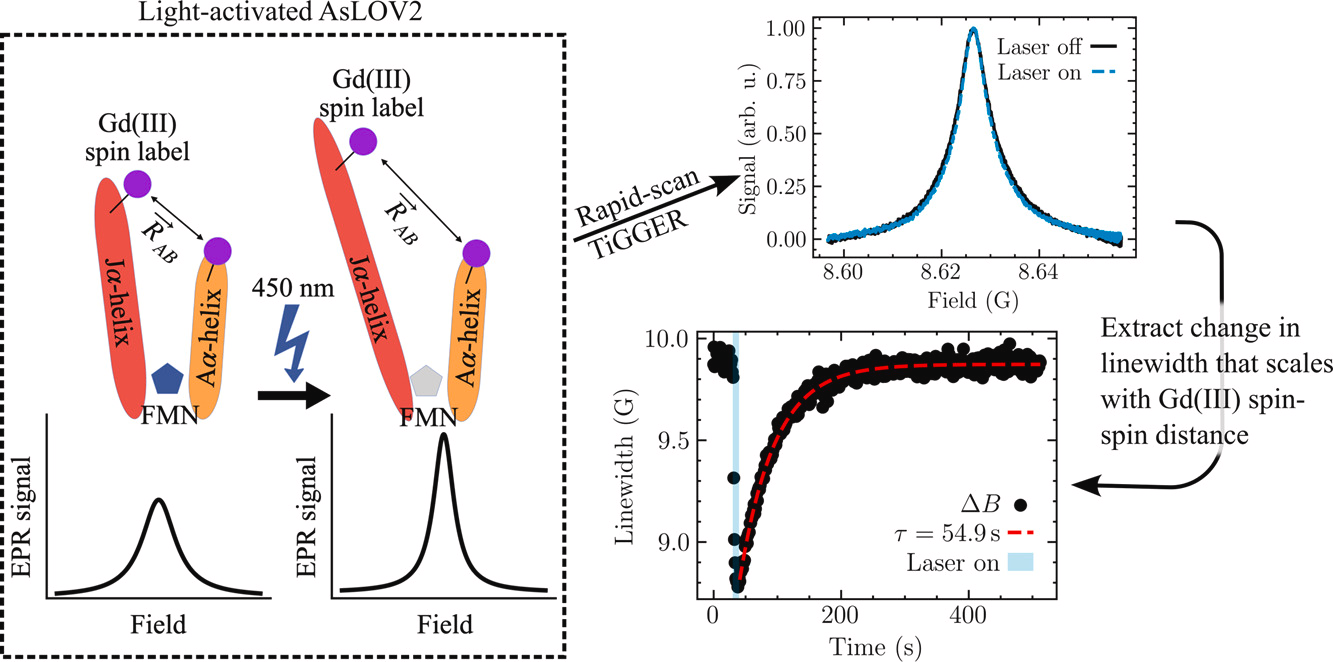 Light-activated AsLOV2
Gd(III)
spin label
R⃗_AB
Jα-helix
Aα-helix
FMN
450 nm
Gd(III)
spin label
R⃗_AB
Jα-helix
Aα-helix
FMN
EPR signal
Field
EPR signal
Field
Rapid-scan
TiGGER
Signal (arb. u.)
1.00
0.75
0.50
0.25
0.00
Laser off
Laser on
8.60
8.62
8.64
Field (G)
Extract change in
linewidth that scales
with Gd(III) spin-
spin distance
Linewidth (G)
10.0
9.5
9.0
ΔB
τ = 54.9 s
Laser on
0
200
400
Time (s)